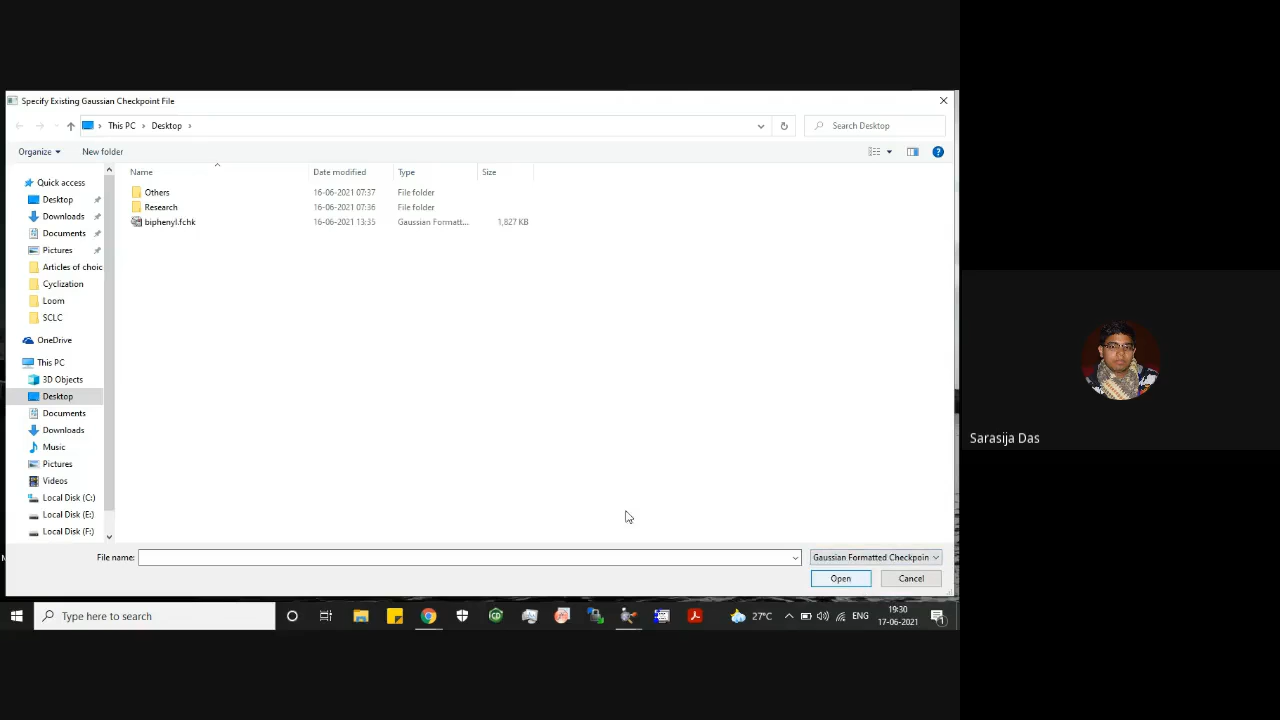 Specify Existing Gaussian Checkpoint File
This PC
Desktop
Search Desktop
Organize
New folder
Name
Date modified
Type
Size
Others
16-06-2021 07:37
File folder
Research
16-06-2021 07:36
File folder
biphenyl.fchk
16-06-2021 13:35
Gaussian Formatt...
1,827 KB
Quick access
Desktop
Downloads
Documents
Pictures
Articles of choic
Cyclization
Loom
SCLC
OneDrive
This PC
3D Objects
Desktop
Documents
Downloads
Music
Pictures
Videos
Local Disk (C:)
Local Disk (E:)
Local Disk (F:)
File name:
Gaussian Formatted Checkpoin
Open
Cancel
Sarasija Das
Type here to search
CD
27°C
ENG
19:30
17-06-2021
1